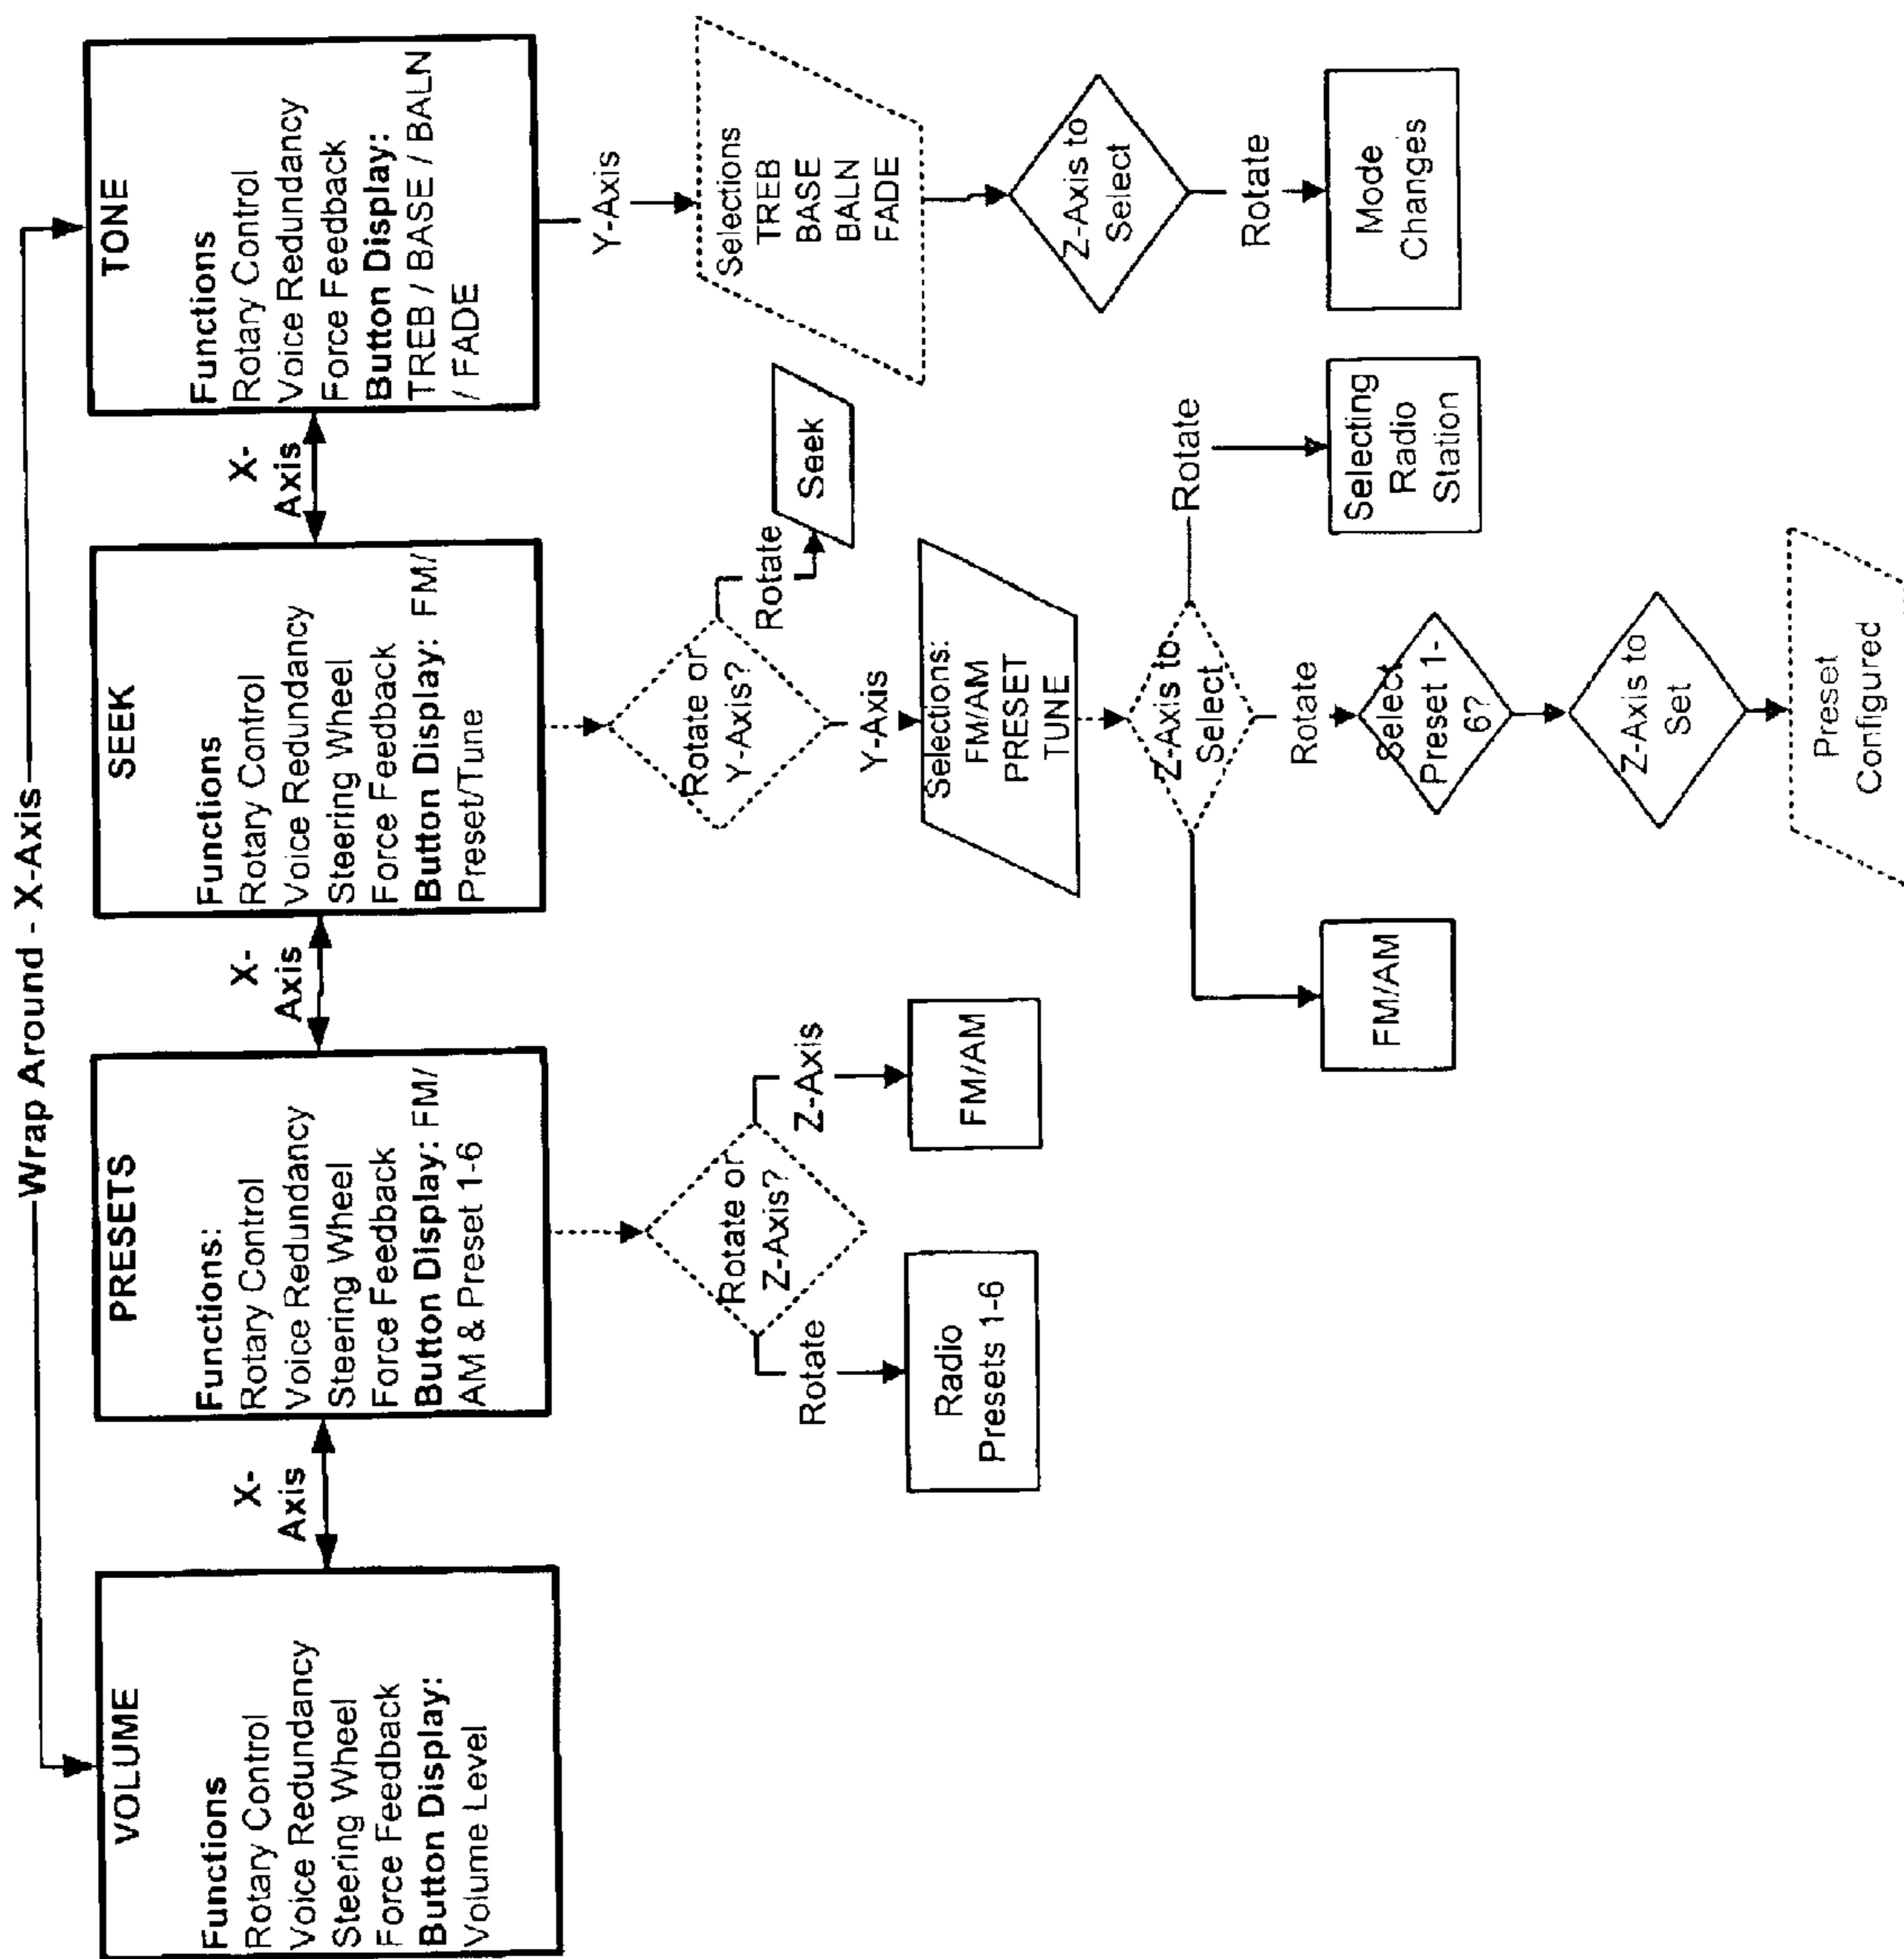 Wrap Around - X-Axis
VOLUME
Functions
Rotary Control
Voice Redundancy
Steering Wheel
Force Feedback
Button Display:
Volume Level
X-
Axis
PRESETS
Functions:
Rotary Control
Voice Redundancy
Steering Wheel
Force Feedback
Button Display: FM/
AM & Preset 1-6
X-
Axis
SEEK
Functions
Rotary Control
Voice Redundancy
Steering Wheel
Force Feedback
Button Display: FM/
Preset/Tune
X-
Axis
TONE
Functions
Rotary Control
Voice Redundancy
Force Feedback
Button Display:
TREB / BASE / BALN
/ FADE
Rotate or
Z-Axis?
Rotate
Z-Axis
Radio
Presets 1-6
FM/AM
Rotate or
Y-Axis?
Rotate
Seek
Y-Axis
Selections:
FM/AM
PRESET
TUNE
Z-Axis to
Select
Rotate
Rotate
FM/AM
Select
Preset 1-
6?
Selecting
Radio
Station
Z-Axis to
Set
Preset
Configured
Y-Axis
Selections
TREB
BASE
BALN
FADE
Z-Axis to
Select
Rotate
Mode
Changes